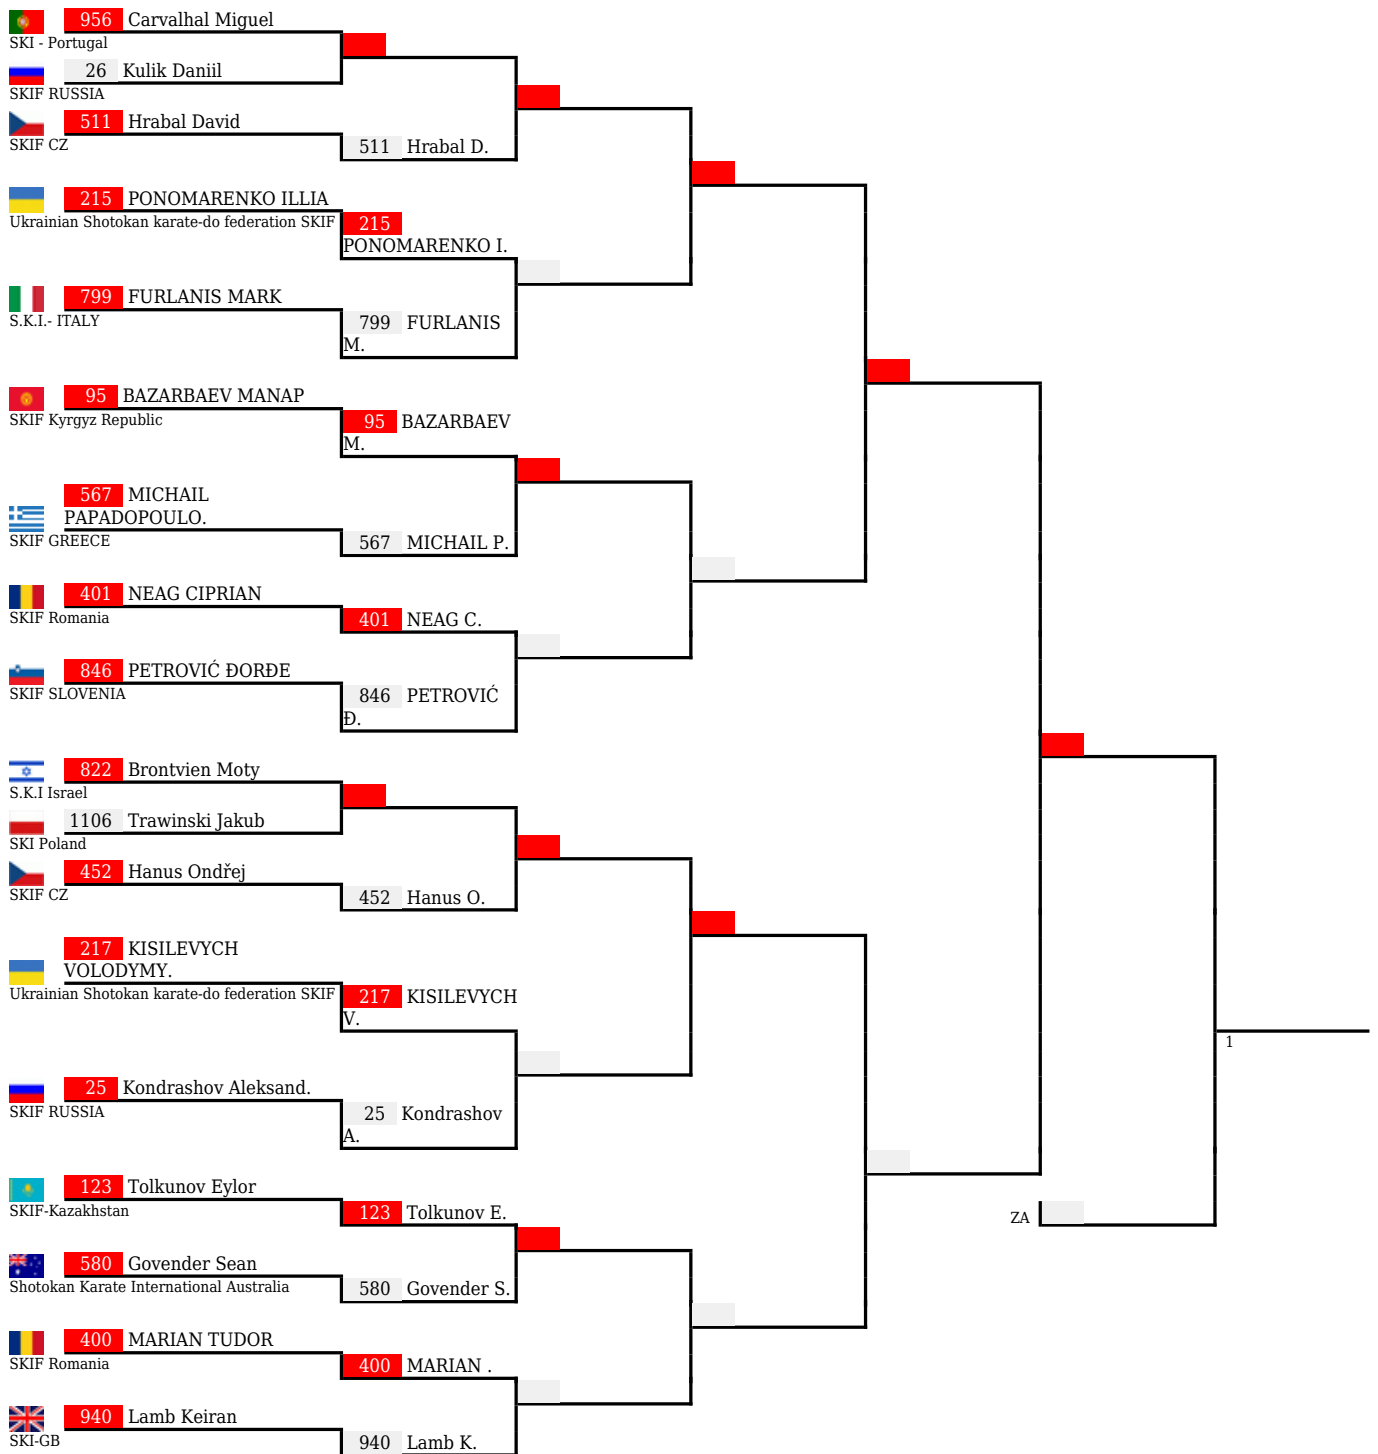 956 Carvalhal Miguel
SKI - Portugal
26 Kulik Daniil
SKIF RUSSIA
511 Hrabal David
SKIF CZ
511 Hrabal D.
215 PONOMARENKO ILLIA
Ukrainian Shotokan karate-do federation SKIF
215
PONOMARENKO I.
799 FURLANIS MARK
S.K.I.- ITALY
799 FURLANIS
M.
95 BAZARBAEV MANAP
SKIF Kyrgyz Republic
95 BAZARBAEV
M.
567 MICHAIL
PAPADOPOULO.
SKIF GREECE
567 MICHAIL P.
401 NEAG CIPRIAN
SKIF Romania
401 NEAG C.
846 PETROVIĆ ĐORĐE
SKIF SLOVENIA
846 PETROVIĆ
Đ.
822 Brontvien Moty
S.K.I Israel
1106 Trawinski Jakub
SKI Poland
452 Hanus Ondřej
SKIF CZ
452 Hanus O.
217 KISILEVYCH
VOLODYMY.
Ukrainian Shotokan karate-do federation SKIF
217 KISILEVYCH
V.
1
25 Kondrashov Aleksand.
SKIF RUSSIA
25 Kondrashov
A.
123 Tolkunov Eylor
SKIF-Kazakhstan
123 Tolkunov E.
ZA
580 Govender Sean
Shotokan Karate International Australia
580 Govender S.
400 MARIAN TUDOR
SKIF Romania
400 MARIAN .
940 Lamb Keiran
SKI-GB
940 Lamb K.